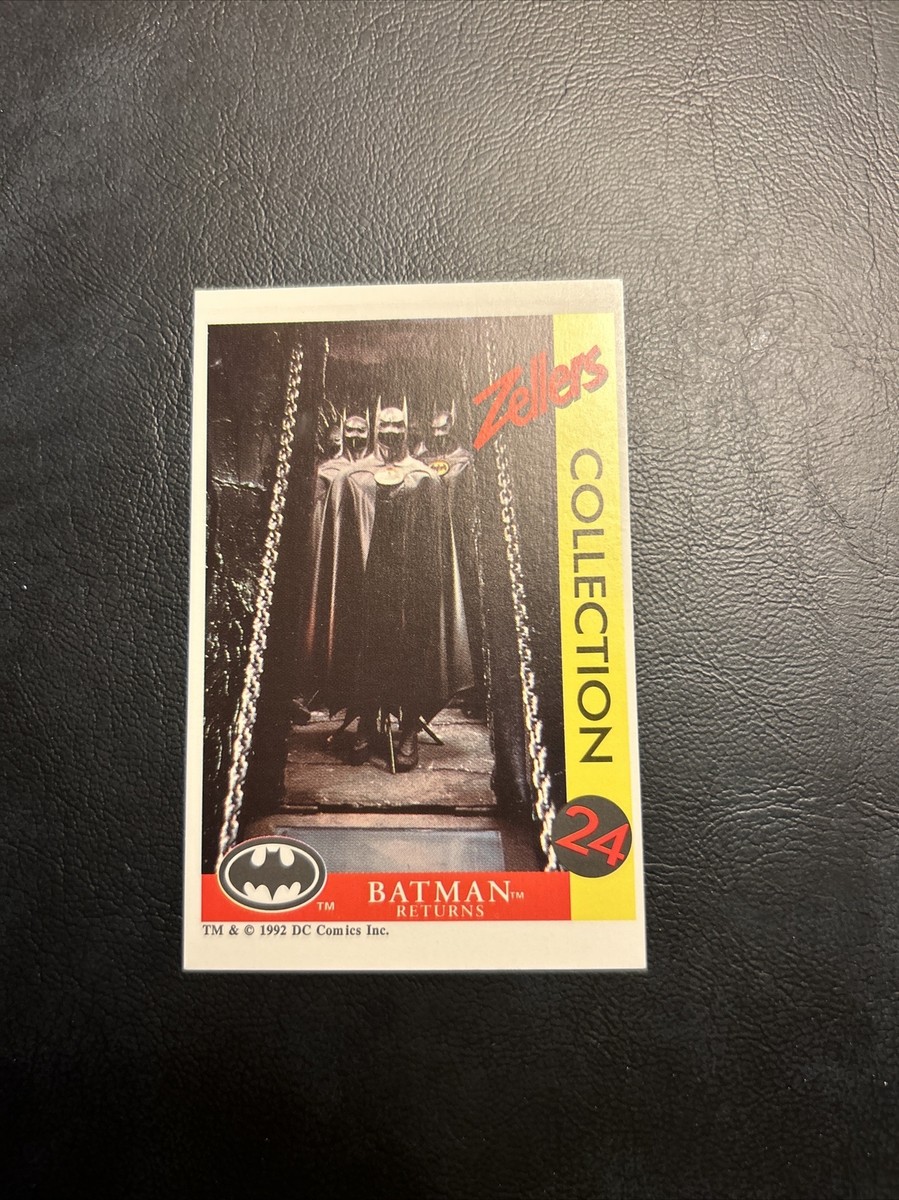 Zellers
COLLECTION
24
TM
BATMAN™
RETURNS
TM & © 1992 DC Comics Inc.